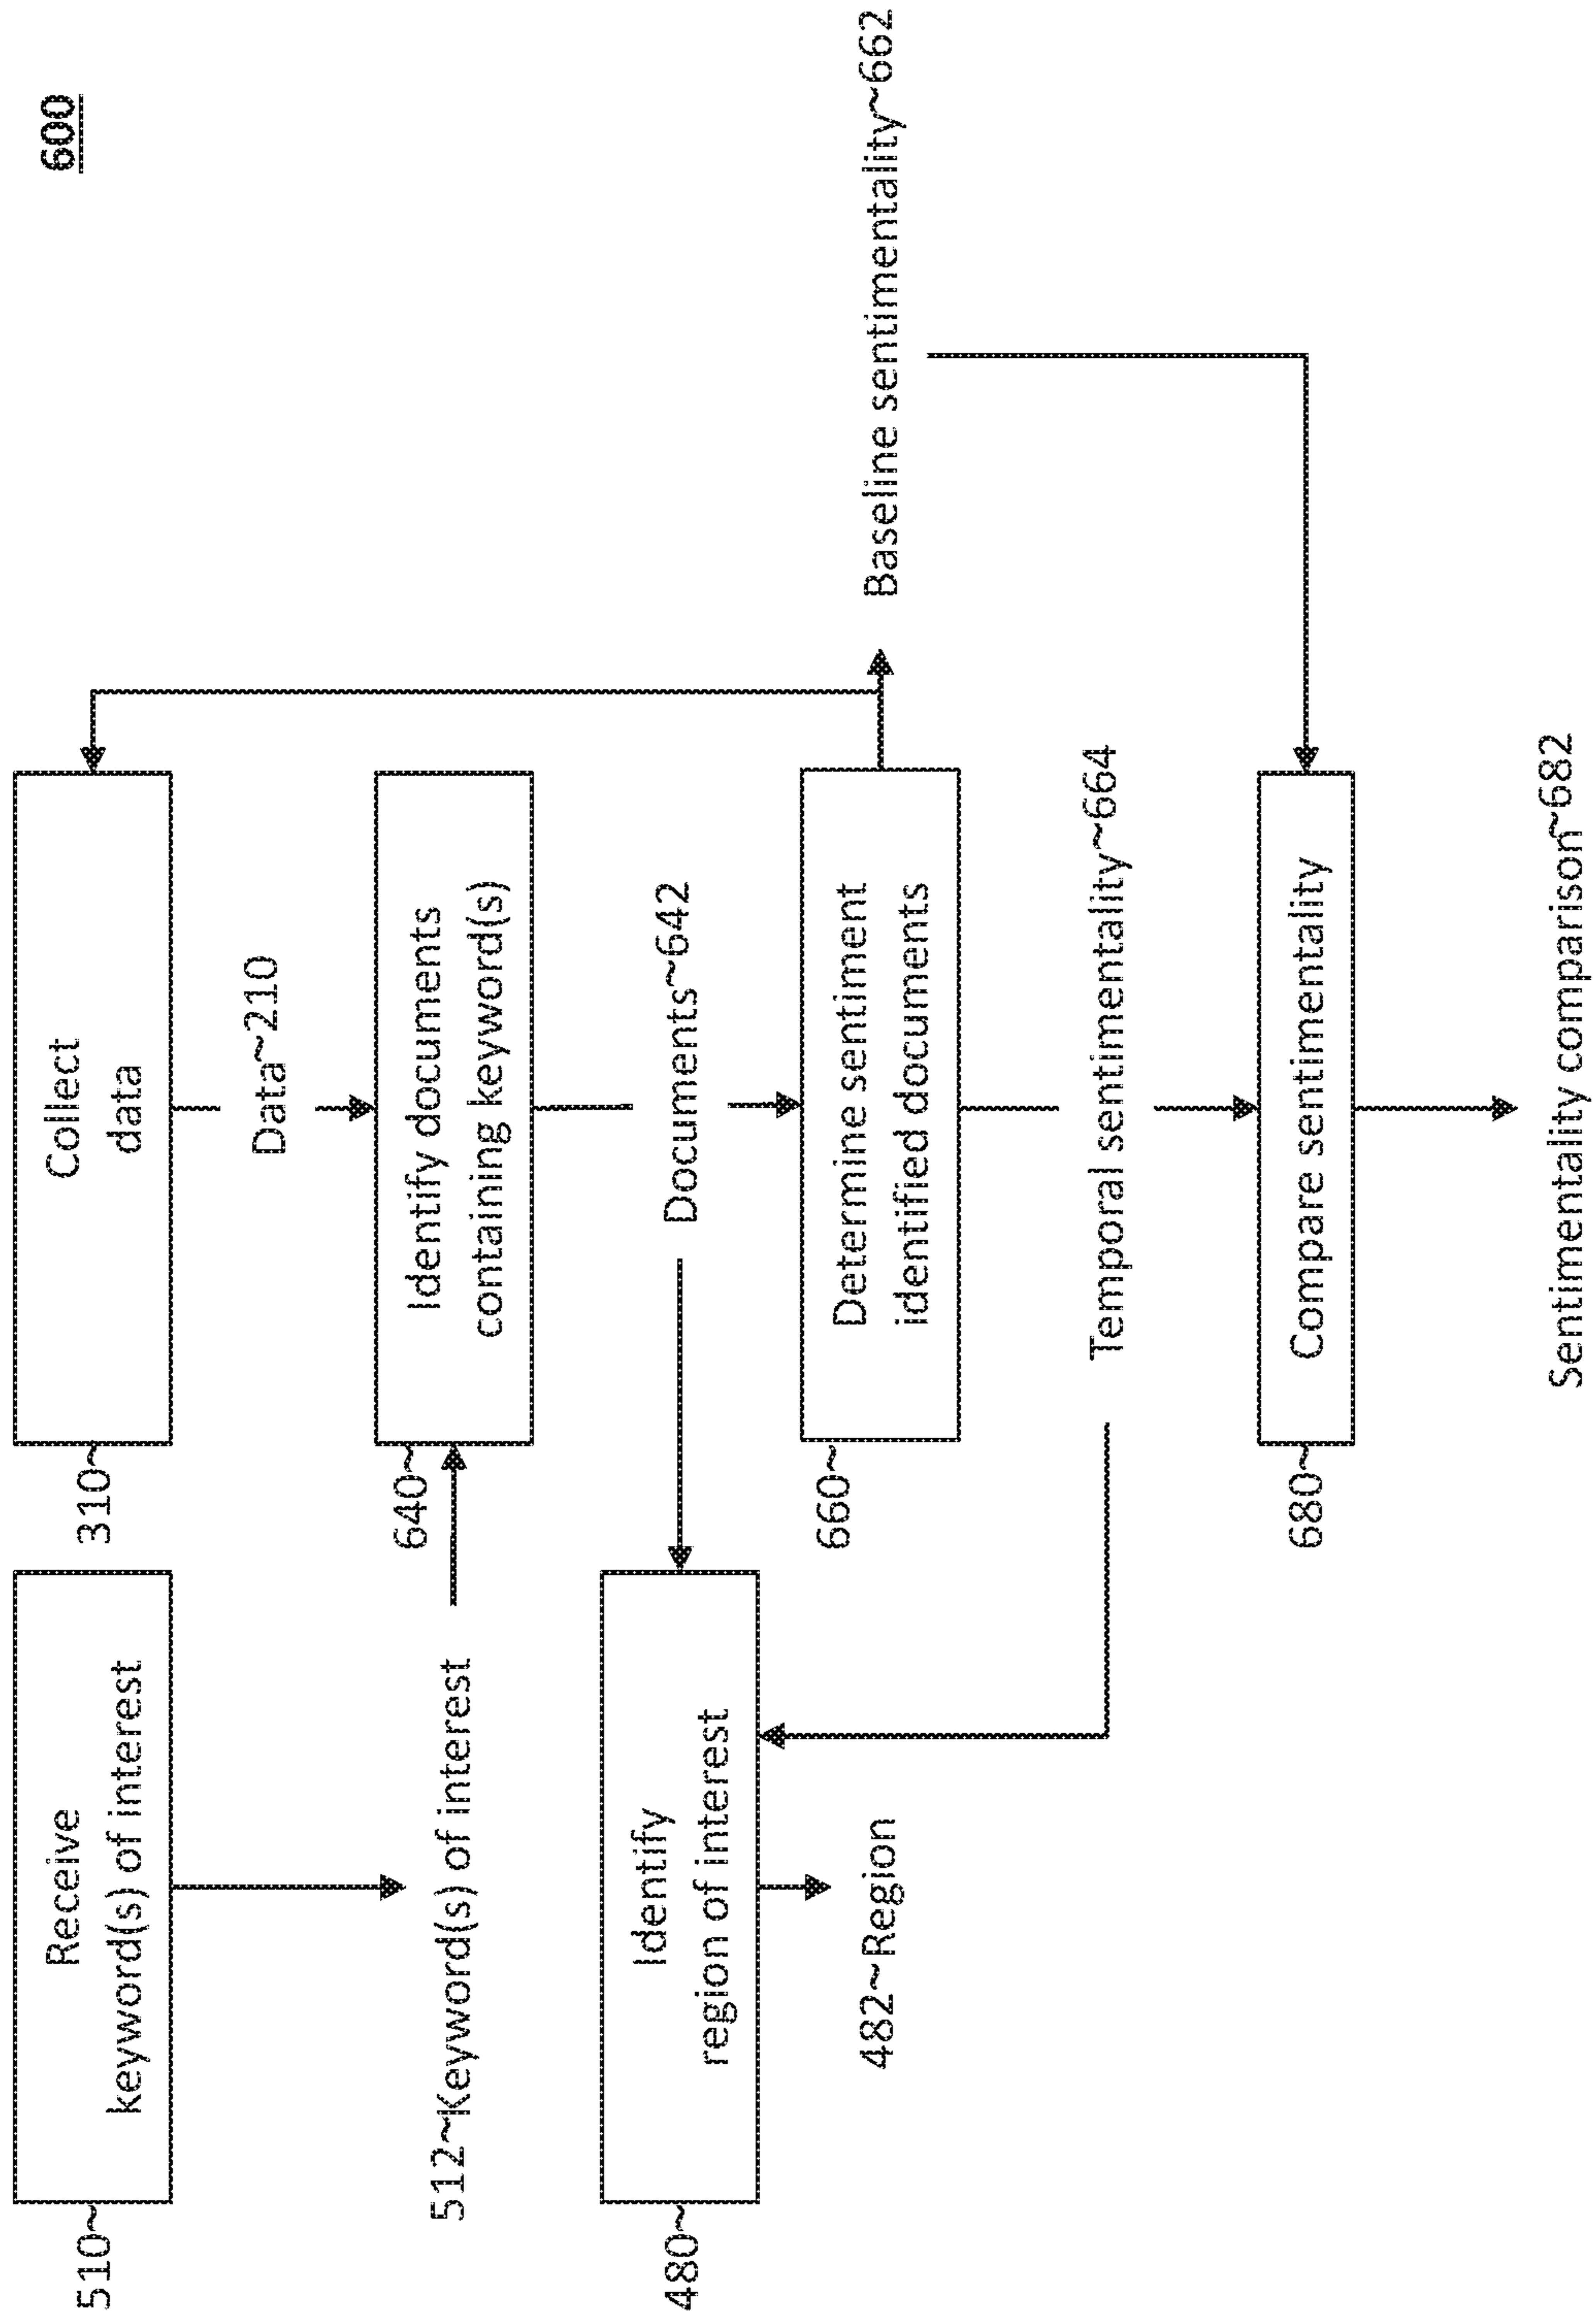 600
Receive
keyword(s) of interest
510~
512~Keyword(s) of interest
Identify
region of interest
480~
482~Region
Collect
data
310~
Data~210
Identify documents
containing keyword(s)
640~
Documents~642
Determine sentiment
identified documents
660~
Baseline sentimentality~662
Temporal sentimentality~664
Compare sentimentality
680~
Sentimentality comparison~682